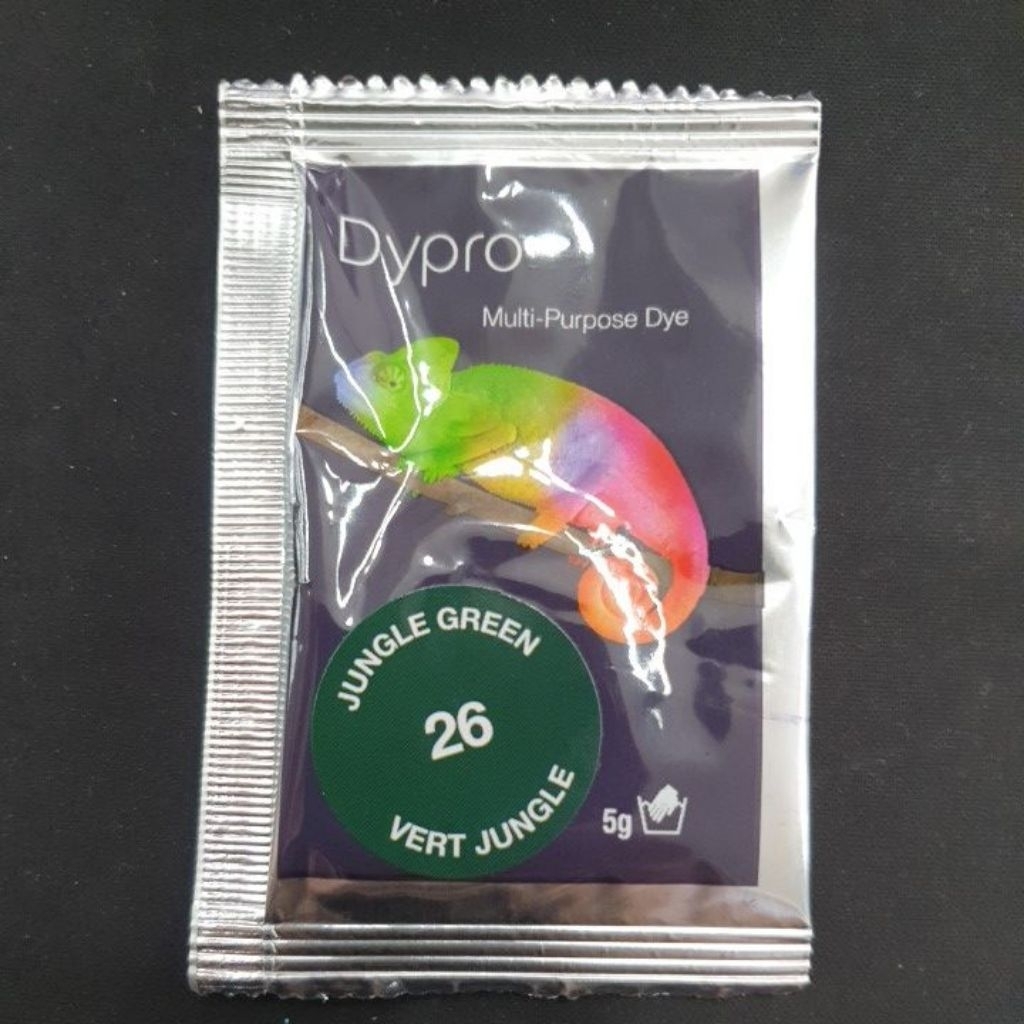 Dypro
Multi-Purpose Dye
JUNGLE GREEN
26
VERT JUNGLE
5g